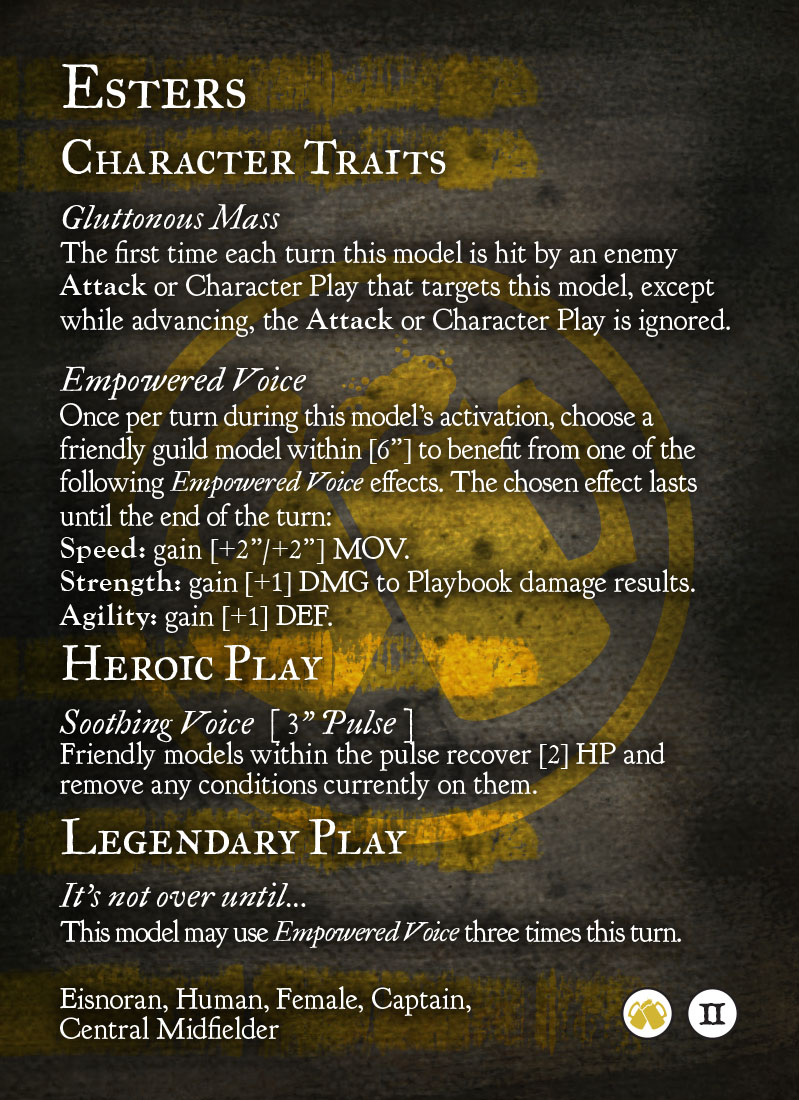 Esters
Character Traits
Gluttonous Mass
The first time each turn this model is hit by an enemy
Attack or Character Play that targets this model, except
while advancing, the Attack or Character Play is ignored.
Empowered Voice
Once per turn during this model's activation, choose a
friendly guild model within [6"] to benefit from one of the
following Empowered Voice effects. The chosen effect lasts
until the end of the turn:
Speed: gain [+2"/+2"] MOV.
Strength: gain [+1] DMG to Playbook damage results.
Agility: gain [+1] DEF.
Heroic Play
Soothing Voice [ 3" Pulse ]
Friendly models within the pulse recover [2] HP and
remove any conditions currently on them.
Legendary Play
It's not over until...
This model may use Empowered Voice three times this turn.
Eisnoran, Human, Female, Captain,
Central Midfielder
II